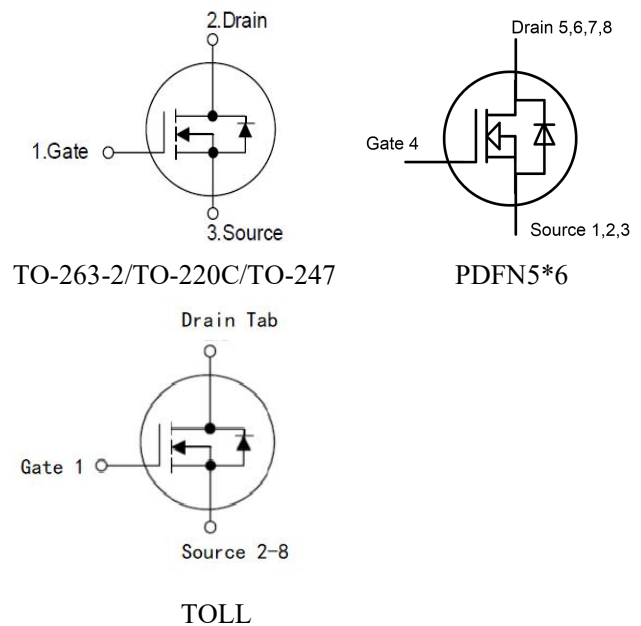 2.Drain
1.Gate
3.Source
TO-263-2/TO-220C/TO-247
Drain 5,6,7,8
Gate 4
Source 1,2,3
PDFN5*6
Drain Tab
Gate 1
Source 2-8
TOLL